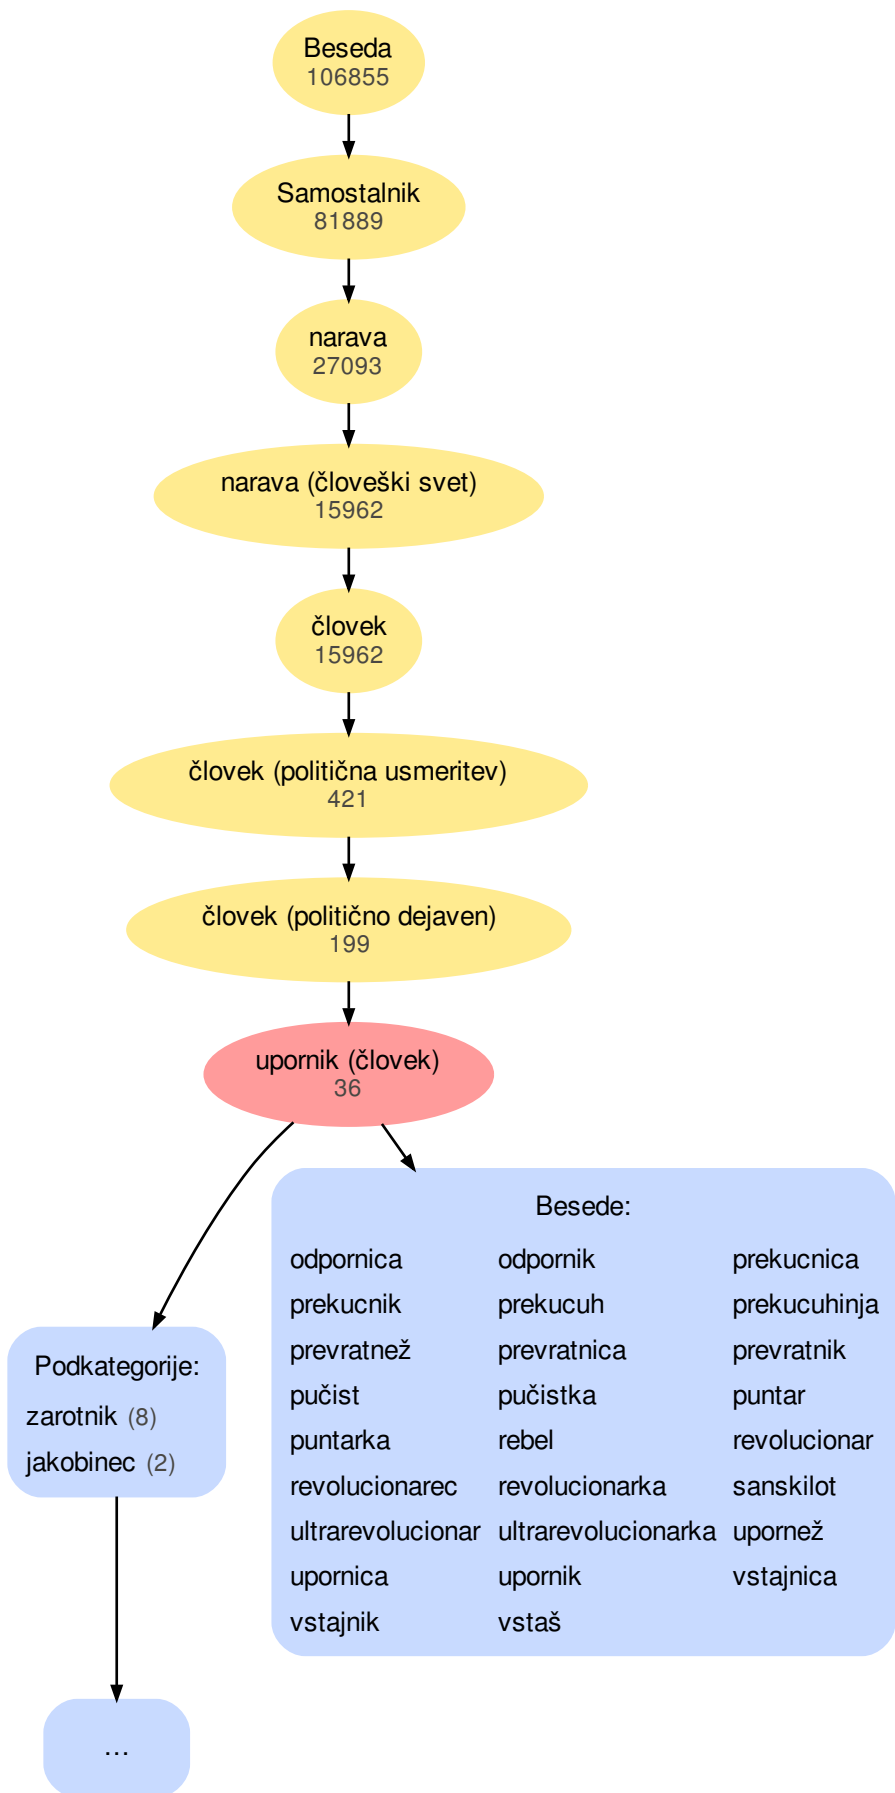 Beseda
106855
Samostalnik
81889
narava
27093
narava (človeški svet)
15962
človek
15962
človek (politična usmeritev)
421
človek (politično dejaven)
199
upornik (človek)
36
Besede:
odpornica odpornik prekucnica
prekucnik prekucuh prekucuhinja
prevratnež prevratnica prevratnik
pučist pučistka puntar
puntarka rebel revolucionar
revolucionarec revolucionarka sanskilot
ultrarevolucionar ultrarevolucionarka upornež
upornica upornik vstajnica
vstajnik vstaš
Podkategorije:
zarotnik (8)
jakobinec (2)
...